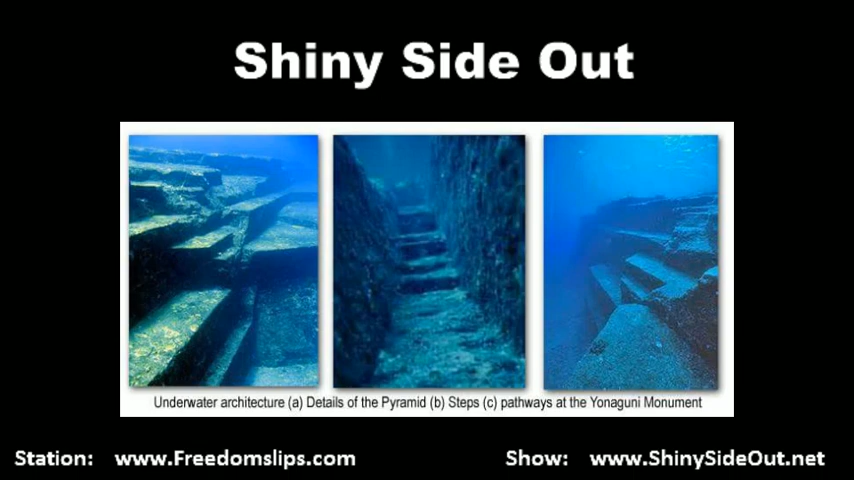 Shiny Side Out
Underwater architecture (a) Details of the Pyramid (b) Steps (c) pathways at the Yonaguni Monument
Station: www.Freedomslips.com Show: www.ShinySideOut.net